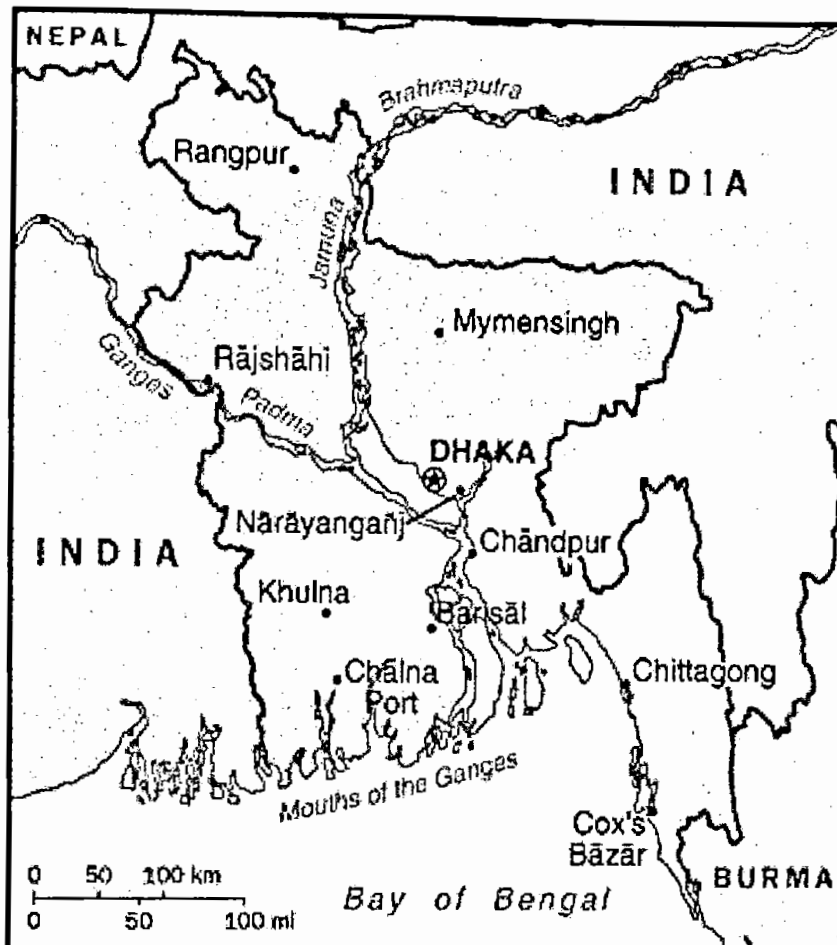 NEPAL
Brahmaputra
Rangpur
INDIA
Jamuna
Mymensingh
Ganges
Rājshāhi
Padma
DHAKA
Nārāyangañj
Chāndpur
INDIA
Khulna
Barisāl
Chālna
Port
Chittagong
Mouths of the Ganges
Cox's
Bāzār
BURMA
0 50 100 km
0 50 100 mi
Bay of Bengal